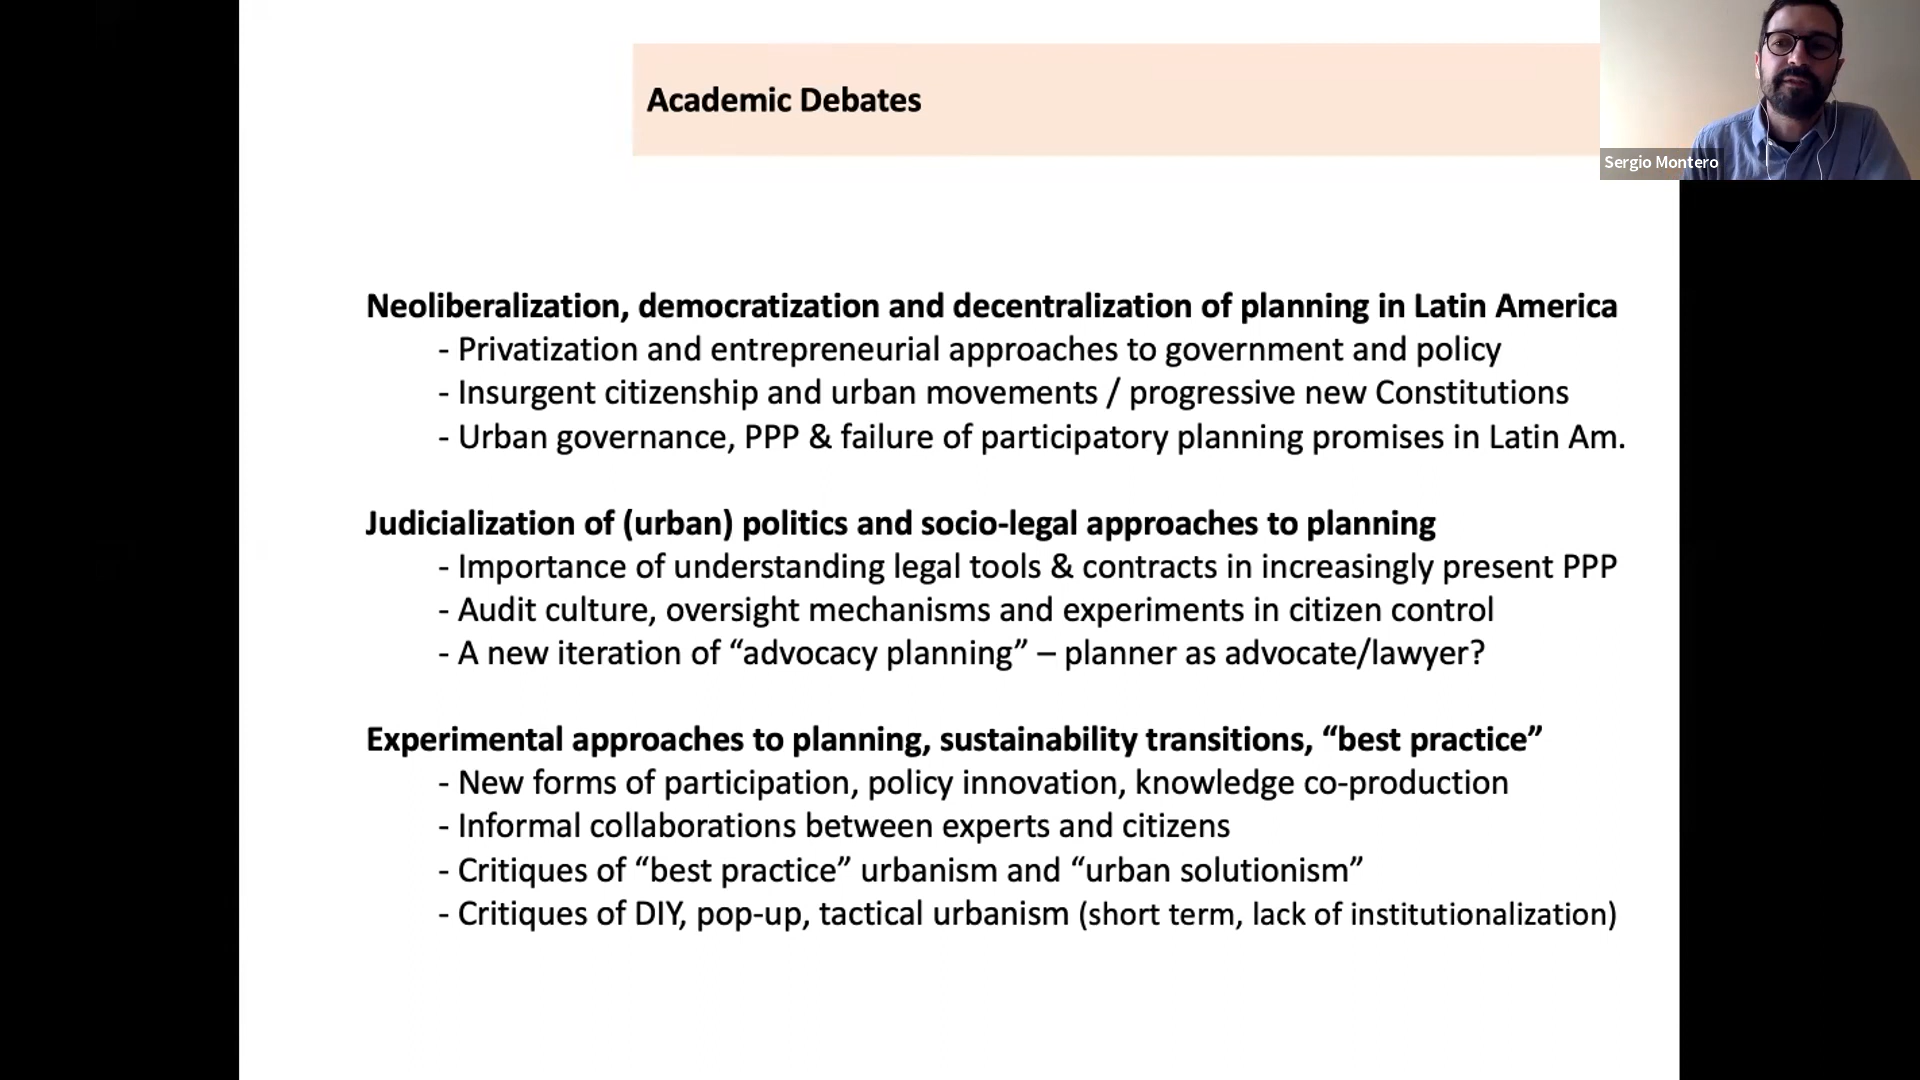 Academic Debates
Sergio Montero
Neoliberalization, democratization and decentralization of planning in Latin America
- Privatization and entrepreneurial approaches to government and policy
- Insurgent citizenship and urban movements / progressive new Constitutions
- Urban governance, PPP & failure of participatory planning promises in Latin Am.
Judicialization of (urban) politics and socio-legal approaches to planning
- Importance of understanding legal tools & contracts in increasingly present PPP
- Audit culture, oversight mechanisms and experiments in citizen control
- A new iteration of “advocacy planning” – planner as advocate/lawyer?
Experimental approaches to planning, sustainability transitions, “best practice”
- New forms of participation, policy innovation, knowledge co-production
- Informal collaborations between experts and citizens
- Critiques of “best practice” urbanism and “urban solutionism”
- Critiques of DIY, pop-up, tactical urbanism (short term, lack of institutionalization)